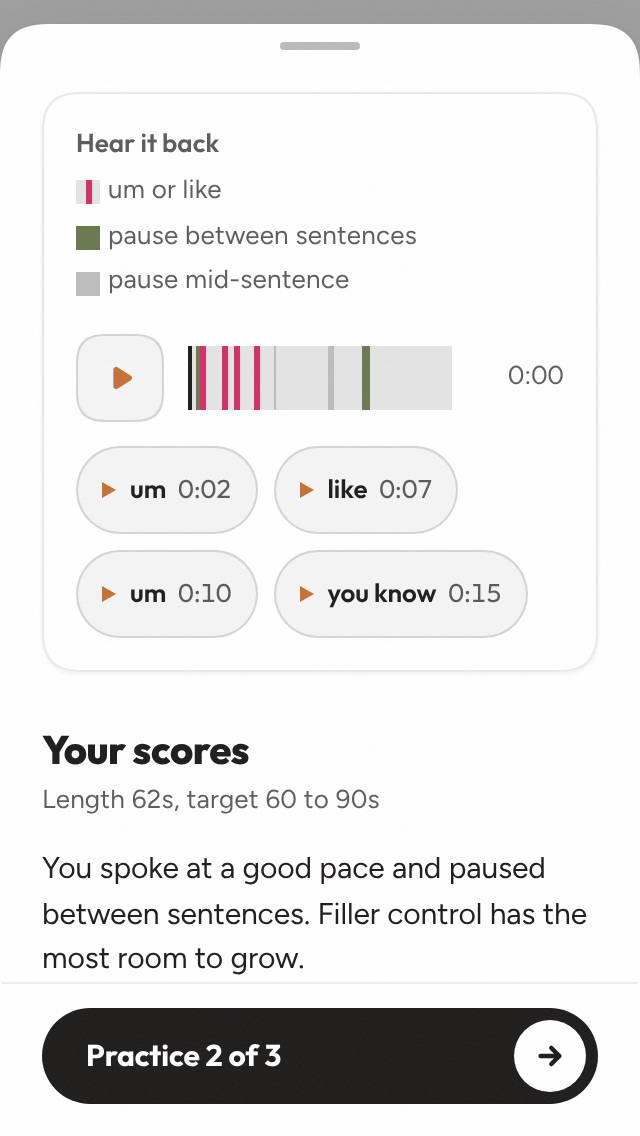 Hear it back
um or like
pause between sentences
pause mid-sentence
0:00
um 0:02
like 0:07
um 0:10
you know 0:15
Your scores
Length 62s, target 60 to 90s
You spoke at a good pace and paused
between sentences. Filler control has the
most room to grow.
Practice 2 of 3